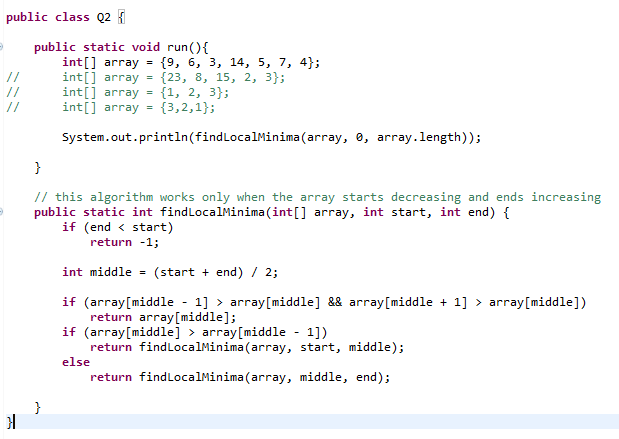 public class Q2 {
public static void run(){
int[] array = {9, 6, 3, 14, 5, 7, 4};
// int[] array = {23, 8, 15, 2, 3};
// int[] array = {1, 2, 3};
// int[] array = {3,2,1};
System.out.println(findLocalMinima(array, 0, array.length));
}
// this algorithm works only when the array starts decreasing and ends increasing
public static int findLocalMinima(int[] array, int start, int end) {
if (end < start)
return -1;
int middle = (start + end) / 2;
if (array[middle - 1] > array[middle] && array[middle + 1] > array[middle])
return array[middle];
if (array[middle] > array[middle - 1])
return findLocalMinima(array, start, middle);
else
return findLocalMinima(array, middle, end);
}
}